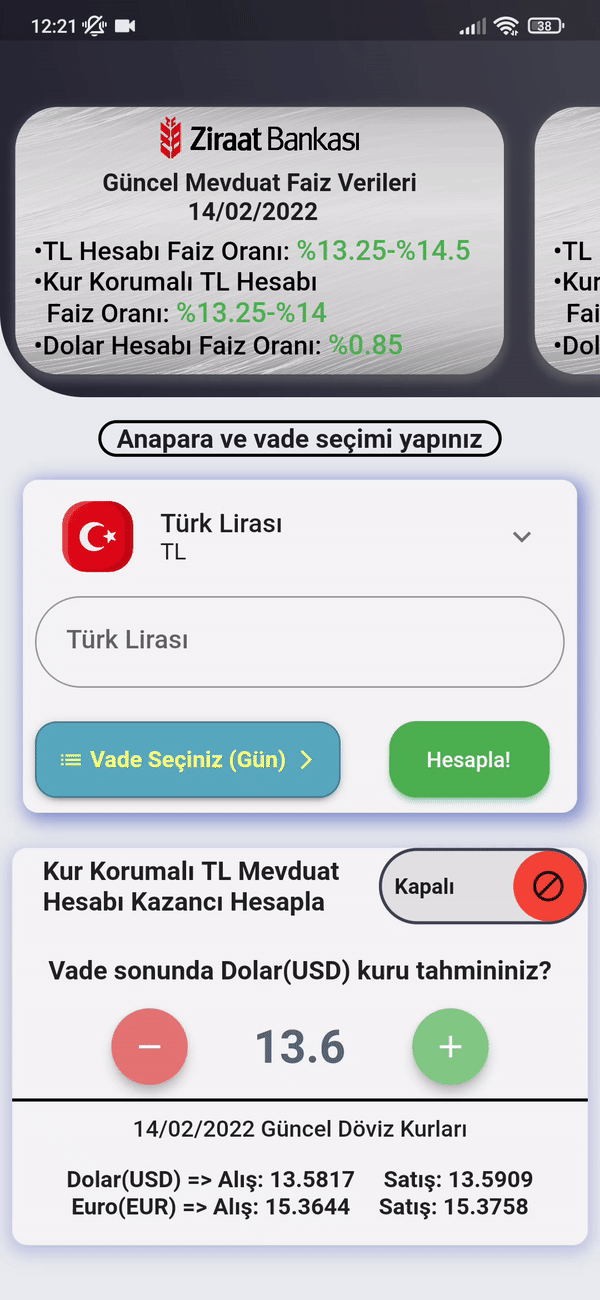 12:21
38
Ziraat Bankası
Güncel Mevduat Faiz Verileri
14/02/2022
•TL Hesabı Faiz Oranı: %13.25-%14.5
•Kur Korumalı TL Hesabı
Faiz Oranı: %13.25-%14
•Dolar Hesabı Faiz Oranı: %0.85
•TL
•Kur
Fai
•Dol
Anapara ve vade seçimi yapınız
Türk Lirası
TL
Türk Lirası
Vade Seçiniz (Gün)
Hesapla!
Kur Korumalı TL Mevduat
Hesabı Kazancı Hesapla
Kapalı
Vade sonunda Dolar(USD) kuru tahmininiz?
− 13.6 +
14/02/2022 Güncel Döviz Kurları
Dolar(USD) => Alış: 13.5817 Satış: 13.5909
Euro(EUR) => Alış: 15.3644 Satış: 15.3758